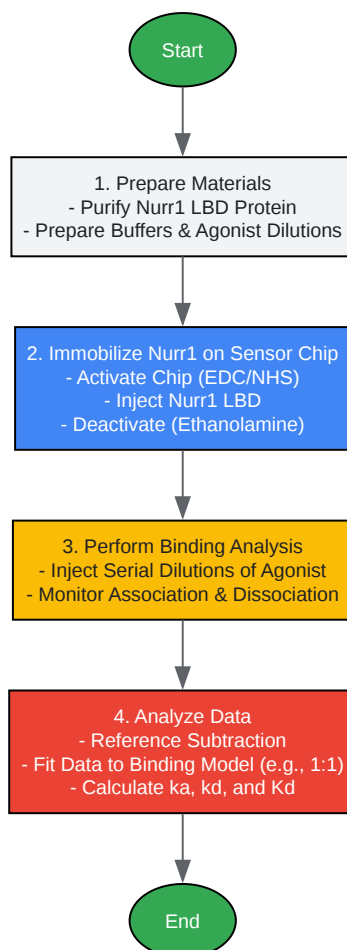 Start
1. Prepare Materials
- Purify Nurr1 LBD Protein
- Prepare Buffers & Agonist Dilutions
2. Immobilize Nurr1 on Sensor Chip
- Activate Chip (EDC/NHS)
- Inject Nurr1 LBD
- Deactivate (Ethanolamine)
3. Perform Binding Analysis
- Inject Serial Dilutions of Agonist
- Monitor Association & Dissociation
4. Analyze Data
- Reference Subtraction
- Fit Data to Binding Model (e.g., 1:1)
- Calculate ka, kd, and Kd
End